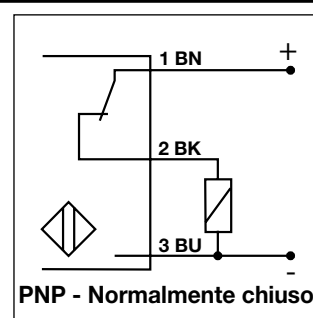 1 BN
+
2 BK
3 BU
-
PNP - Normalmente chiuso